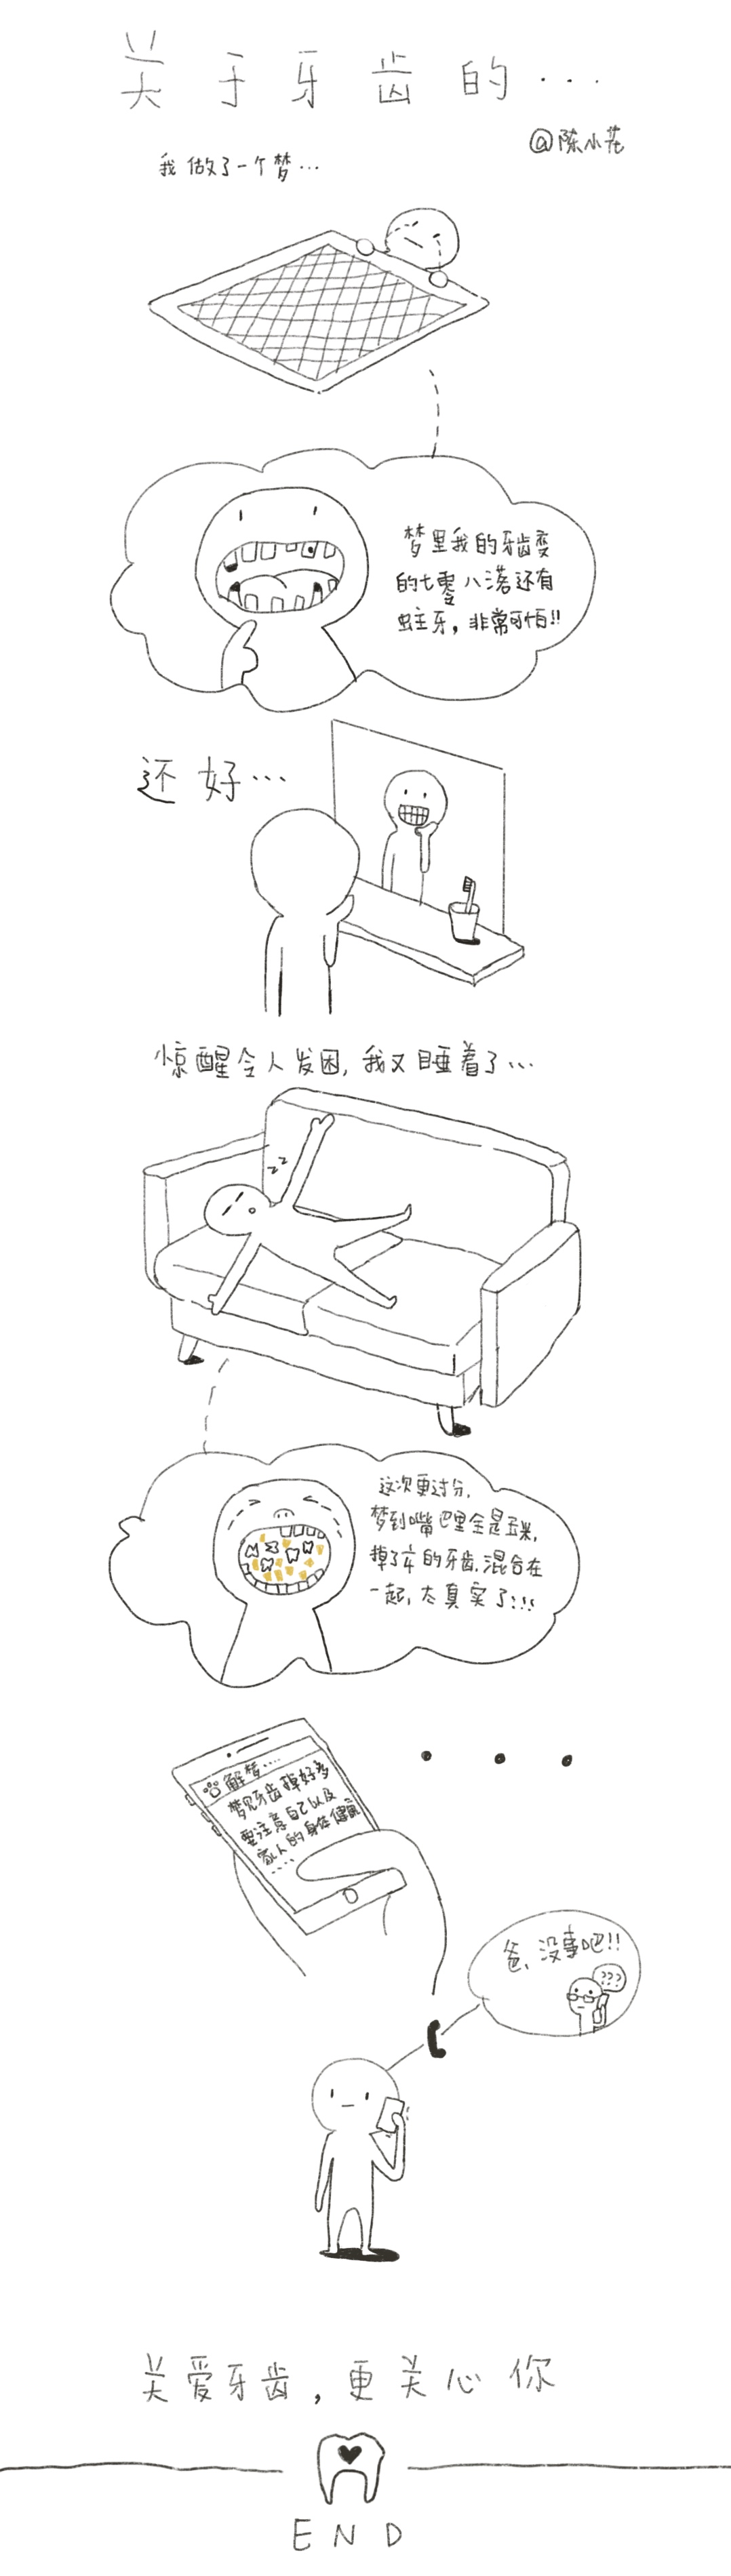 关于牙齿的...
@陈小花
我做了一个梦...
梦里我的牙齿变
的七零八落还有
蛀牙，非常可怕!!
还好...
惊醒令人发困，我又睡着了...
zz
这次更过分，
梦到嘴巴里全是玉米，
掉了六的牙齿，混合在
一起，太真实了!!!
解梦....
梦见牙齿掉好多
要注意自己以及
家人的身体健康
....
爸，没事吧!!
???
关爱牙齿，更关心你
END